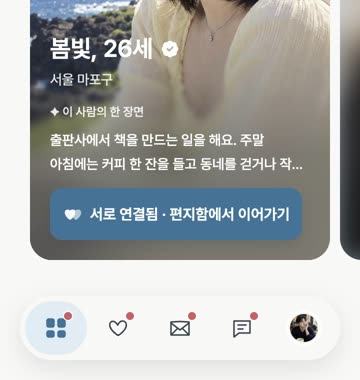 봄빛, 26세
서울 마포구
이 사람의 한 장면
출판사에서 책을 만드는 일을 해요. 주말
아침에는 커피 한 잔을 들고 동네를 걷거나 작...
서로 연결됨 · 편지함에서 이어가기